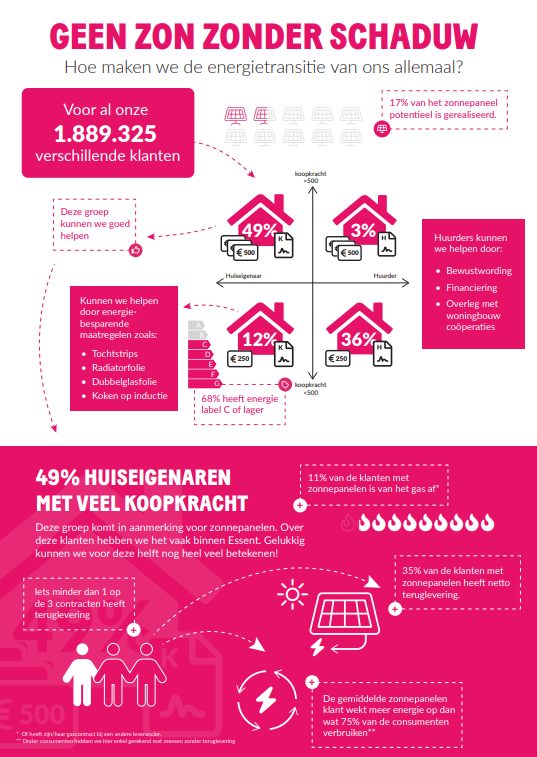 GEEN ZON ZONDER SCHADUW
Hoe maken we de energietransitie van ons allemaal?
Voor al onze
1.889.325
verschillende klanten
17% van het zonnepaneel
potentieel is gerealiseerd.
koopkracht
>500
Deze groep
kunnen we goed
helpen
49%
€ 500
K
3%
€ 500
H
Huurders kunnen
we helpen door:
• Bewustwording
• Financiering
• Overleg met
woningbouw
coöperaties
Huiseigenaar
Huurder
Kunnen we helpen
door energie-
besparende
maatregelen zoals:
• Tochtstrips
• Radiatorfolie
• Dubbelglasfolie
• Koken op inductie
A
B
C
D
E
F
G
12%
€ 250
K
36%
€ 250
H
koopkracht
<500
68% heeft energie
label C of lager
49% HUISEIGENAREN
MET VEEL KOOPKRACHT
Deze groep komt in aanmerking voor zonnepanelen. Over
deze klanten hebben we het vaak binnen Essent. Gelukkig
kunnen we voor deze helft nog heel veel betekenen!
11% van de klanten met
zonnepanelen is van het gas af*
35% van de klanten met
zonnepanelen heeft netto
teruglevering.
Iets minder dan 1 op
de 3 contracten heeft
teruglevering
K
€ 500
De gemiddelde zonnepanelen
klant wekt meer energie op dan
wat 75% van de consumenten
verbruiken**
* Of heeft zijn/haar gascontract bij een andere leverancier.
** Onder consumenten hebben we hier enkel gerekend met mensen zonder teruglevering